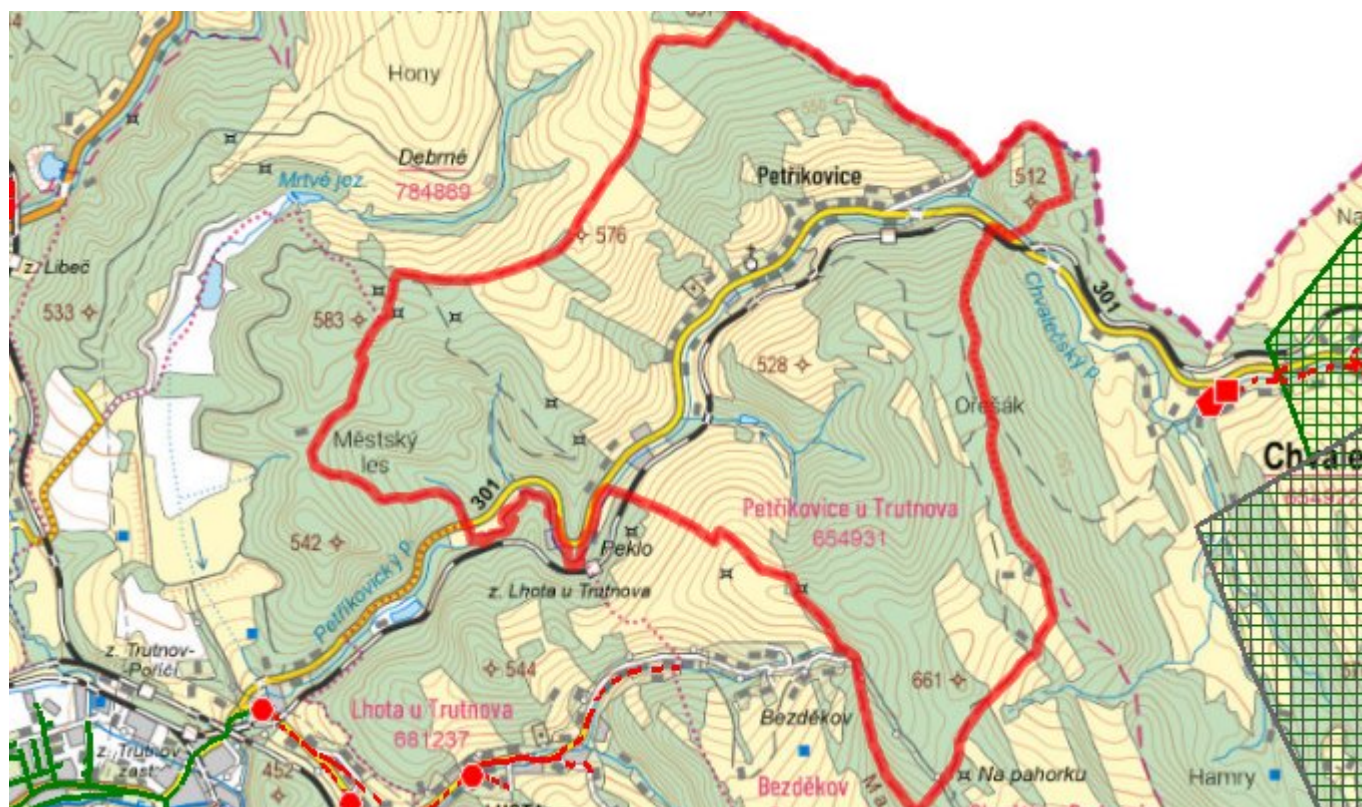 Hony
Debrné
784889
Mrtvé jez.
z. Libeč
533
583
576
550
Petříkovice
512
301
Chvalečský p.
528
Ořešák
Městský
les
301
542
Petříkovický p.
Peklo
z. Lhota u Trutnova
Petříkovice u Trutnova
654931
z. Trutnov-
Poříčí
544
661
Lhota u Trutnova
681237
Bezděkov
z. Trutnov
zast.
452
Bezděkov
Na pahorku
Hamry